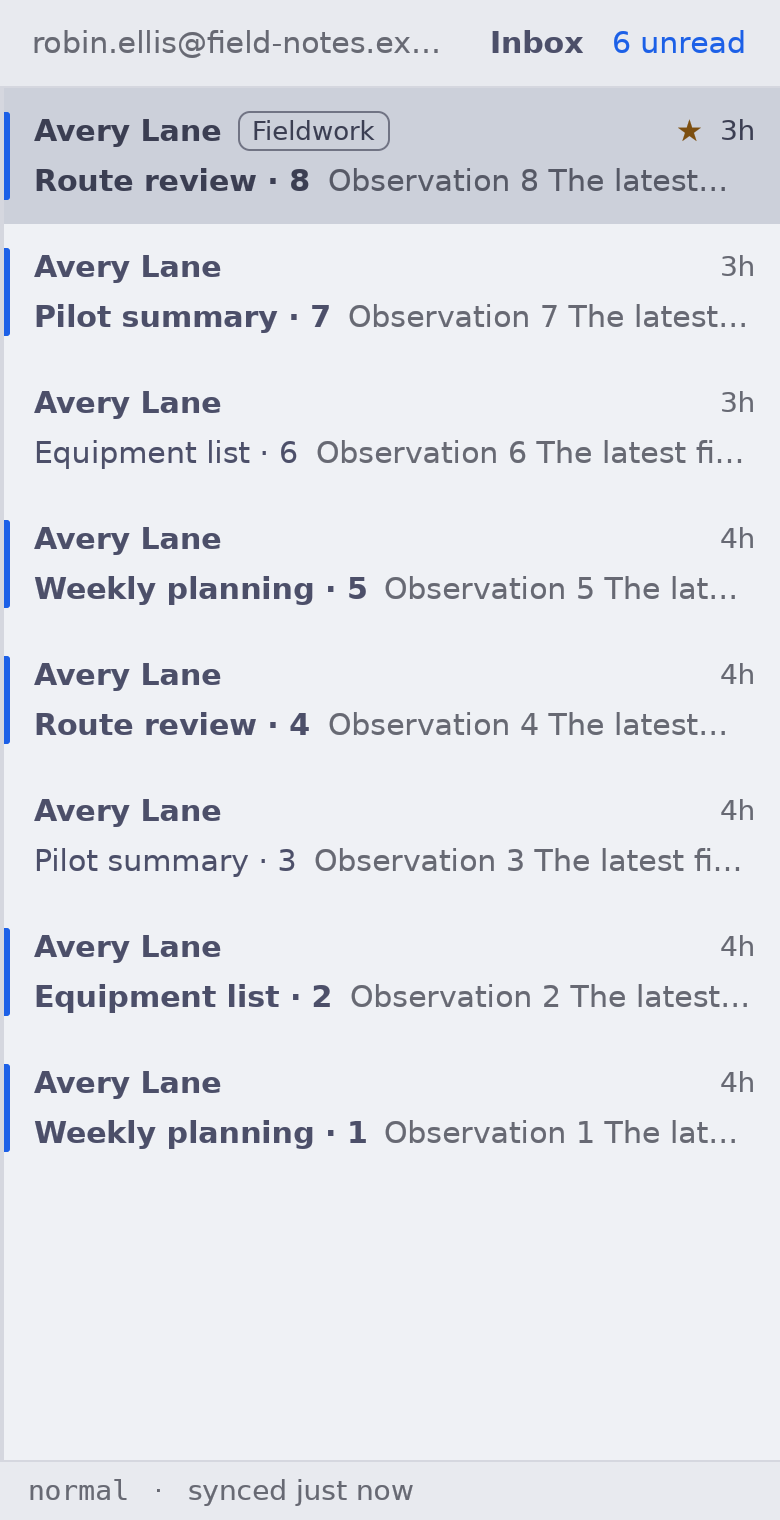 robin.ellis@field-notes.ex… Inbox 6 unread
Avery Lane Fieldwork ★ 3h
Route review · 8 Observation 8 The latest…
Avery Lane 3h
Pilot summary · 7 Observation 7 The latest…
Avery Lane 3h
Equipment list · 6 Observation 6 The latest fi…
Avery Lane 4h
Weekly planning · 5 Observation 5 The lat…
Avery Lane 4h
Route review · 4 Observation 4 The latest…
Avery Lane 4h
Pilot summary · 3 Observation 3 The latest fi…
Avery Lane 4h
Equipment list · 2 Observation 2 The latest…
Avery Lane 4h
Weekly planning · 1 Observation 1 The lat…
normal · synced just now